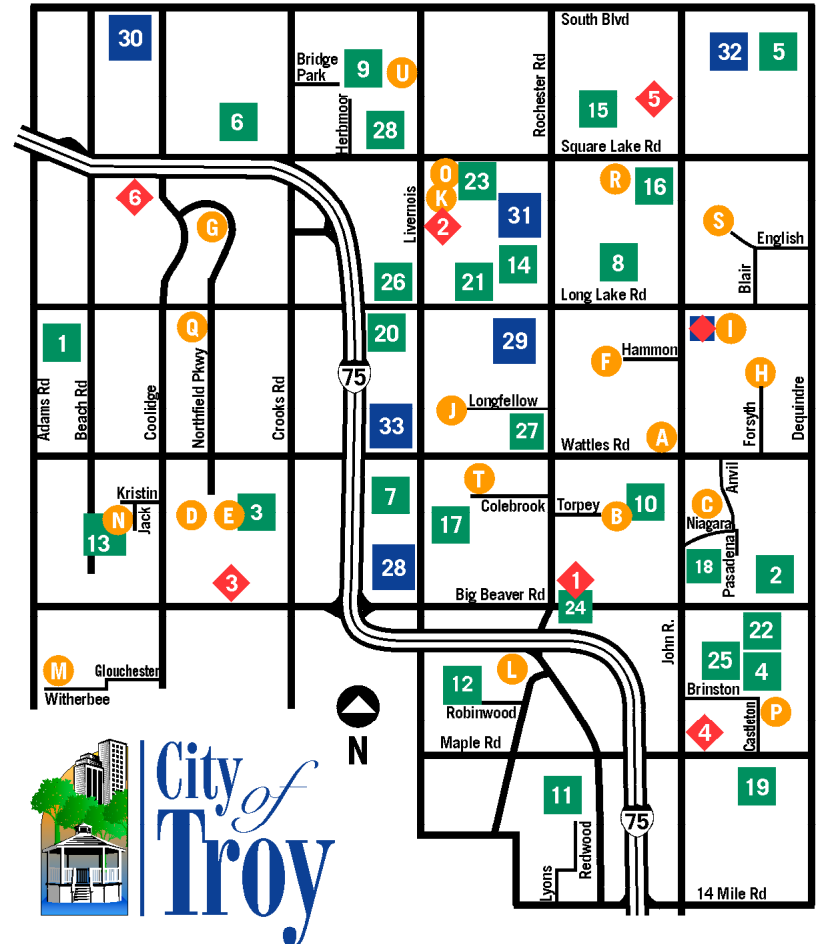 South Blvd
30
32
5
Bridge
Park
9
U
Rochester Rd
5
15
6
Herbmoor
28
Square Lake Rd
O
23
K
R
16
6
Livernois
2
31
S
G
English
14
8
Blair
26
21
Long Lake Rd
1
Q
20
29
I
Hammon
F
H
75
Adams Rd
Beach Rd
Coolidge
Northfield Pkwy
Crooks Rd
J
Longfellow
Forsyth
Dequindre
33
27
Wattles Rd
A
Kristin
7
T
Anvil
Jack
Colebrook
Torpey
10
C
N
D
E
3
B
13
17
Niagara
Pasadena
3
28
1
18
2
Big Beaver Rd
24
22
John R.
25
4
M
Glouchester
L
Witherbee
12
Brinston
Robinwood
P
Castleton
4
N
Maple Rd
City of
Troy
11
19
75
Redwood
Lyons
14 Mile Rd